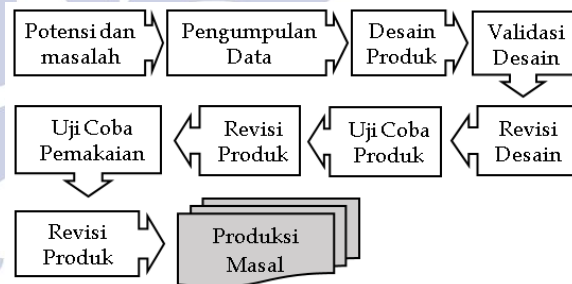 Potensi dan
masalah
Pengumpulan
Data
Desain
Produk
Validasi
Desain
Revisi
Desain
Uji Coba
Produk
Revisi
Produk
Uji Coba
Pemakaian
Revisi
Produk
Produksi
Masal